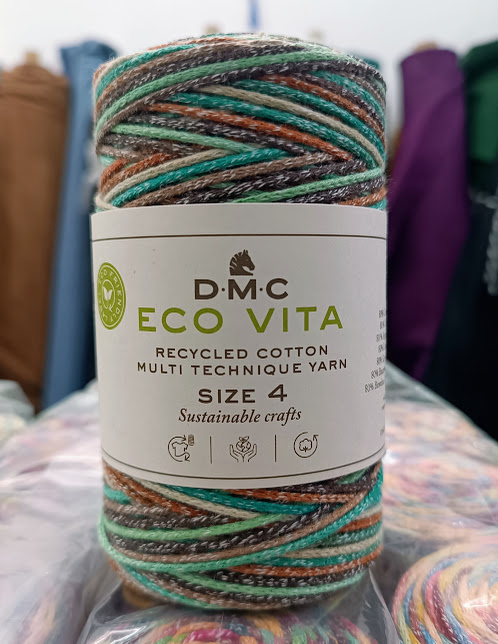 D·M·C
ECO VITA
RECYCLED COTTON
MULTI TECHNIQUE YARN
SIZE 4
Sustainable crafts